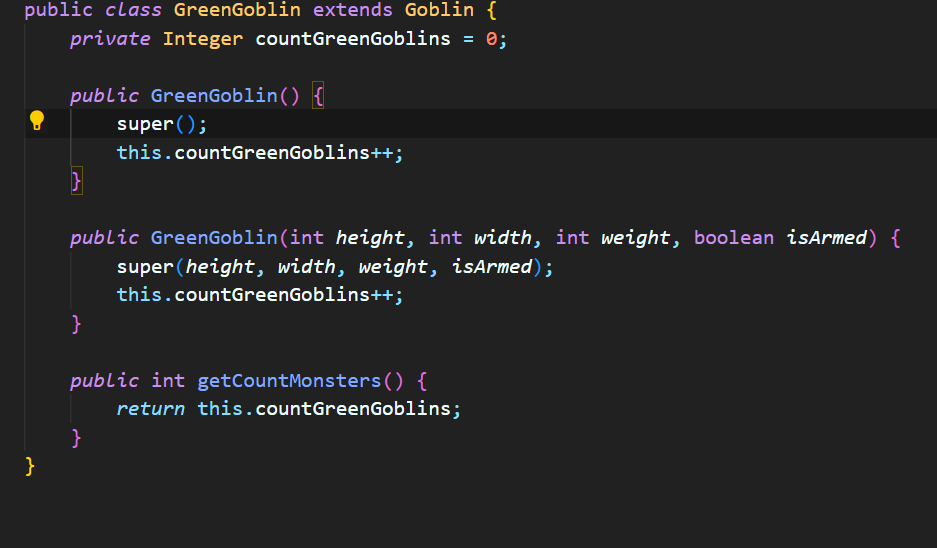 public class GreenGoblin extends Goblin {
private Integer countGreenGoblins = 0;
public GreenGoblin() {
super();
this.countGreenGoblins++;
}
public GreenGoblin(int height, int width, int weight, boolean isArmed) {
super(height, width, weight, isArmed);
this.countGreenGoblins++;
}
public int getCountMonsters() {
return this.countGreenGoblins;
}
}